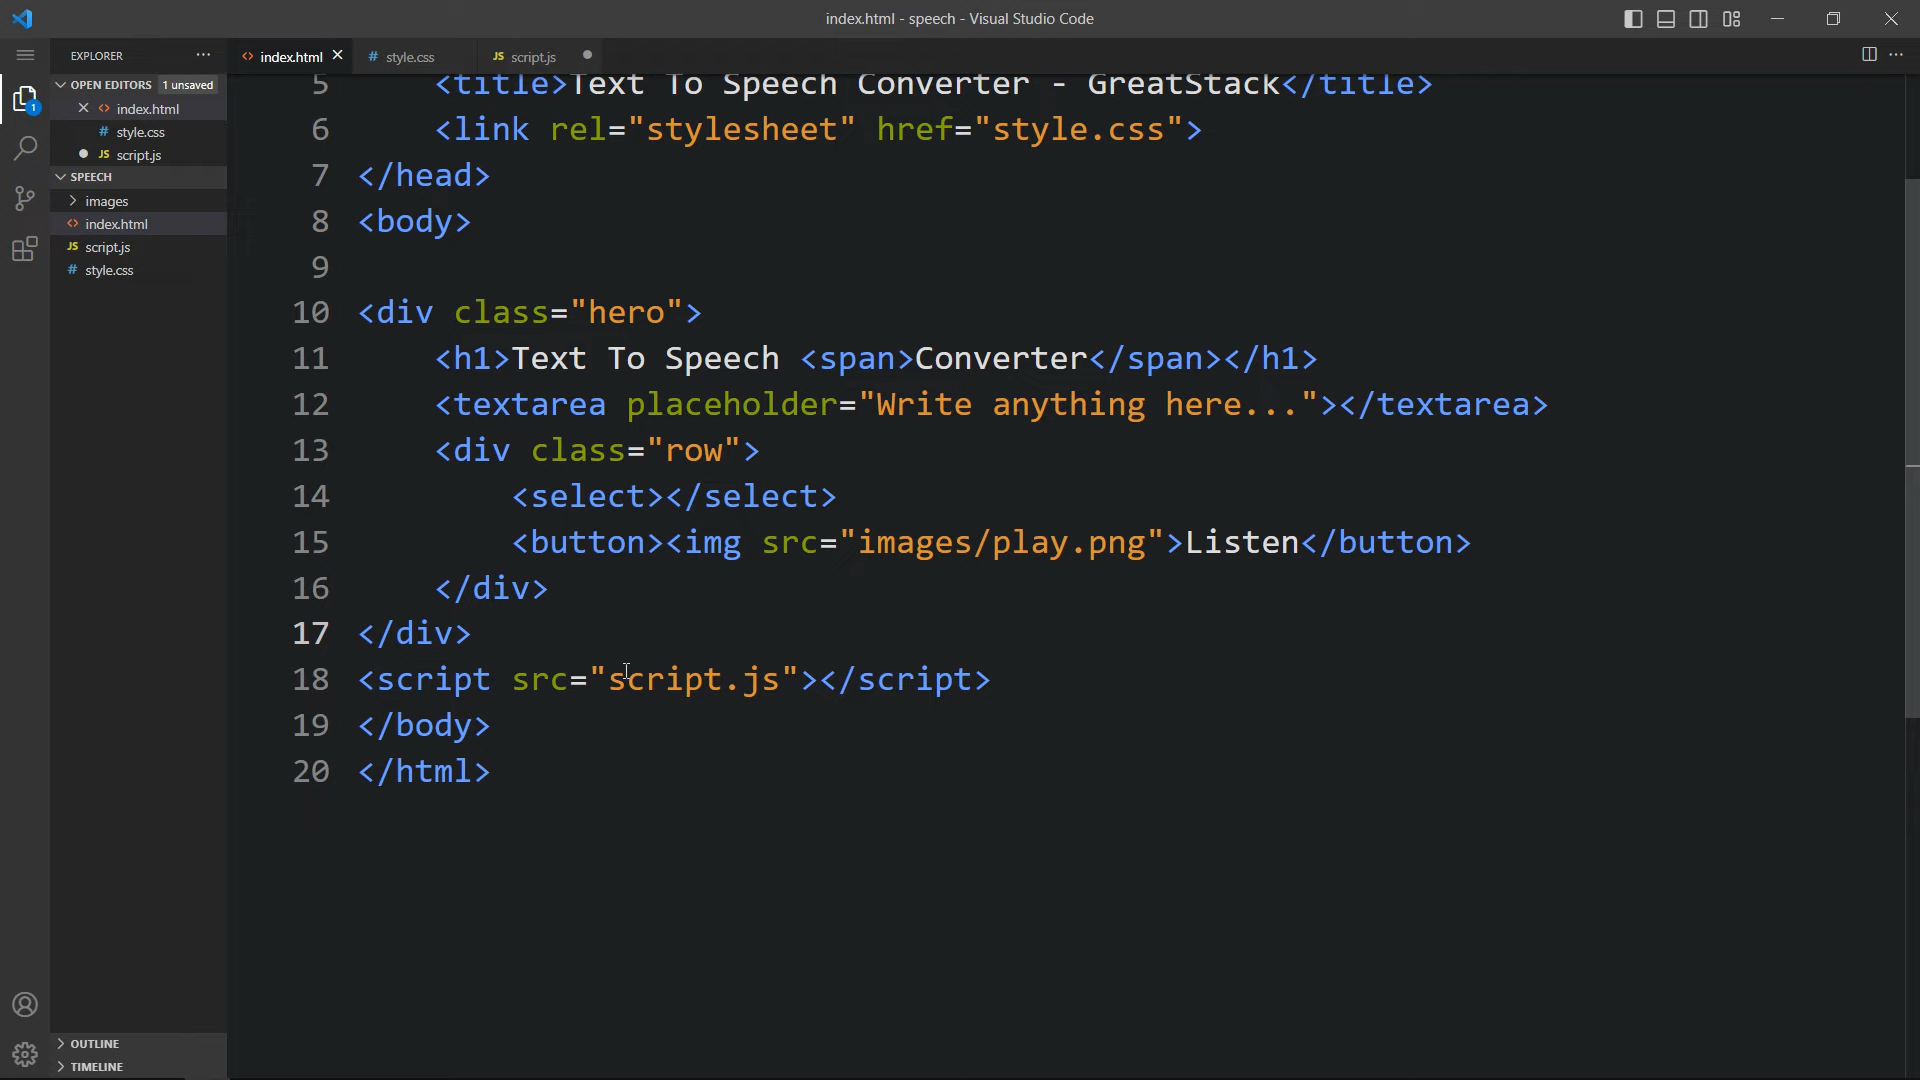 index.html - speech - Visual Studio Code
EXPLORER ···
index.html
# style.css
JS script.js
OPEN EDITORS 1 unsaved
index.html
# style.css
JS script.js
SPEECH
images
index.html
JS script.js
# style.css
OUTLINE
TIMELINE
1
5 <title>Text To Speech Converter - GreatStack</title>
6 <link rel="stylesheet" href="style.css">
7 </head>
8 <body>
9
10 <div class="hero">
11 <h1>Text To Speech <span>Converter</span></h1>
12 <textarea placeholder="Write anything here..."></textarea>
13 <div class="row">
14 <select></select>
15 <button><img src="images/play.png">Listen</button>
16 </div>
17 </div>
18 <script src="script.js"></script>
19 </body>
20 </html>